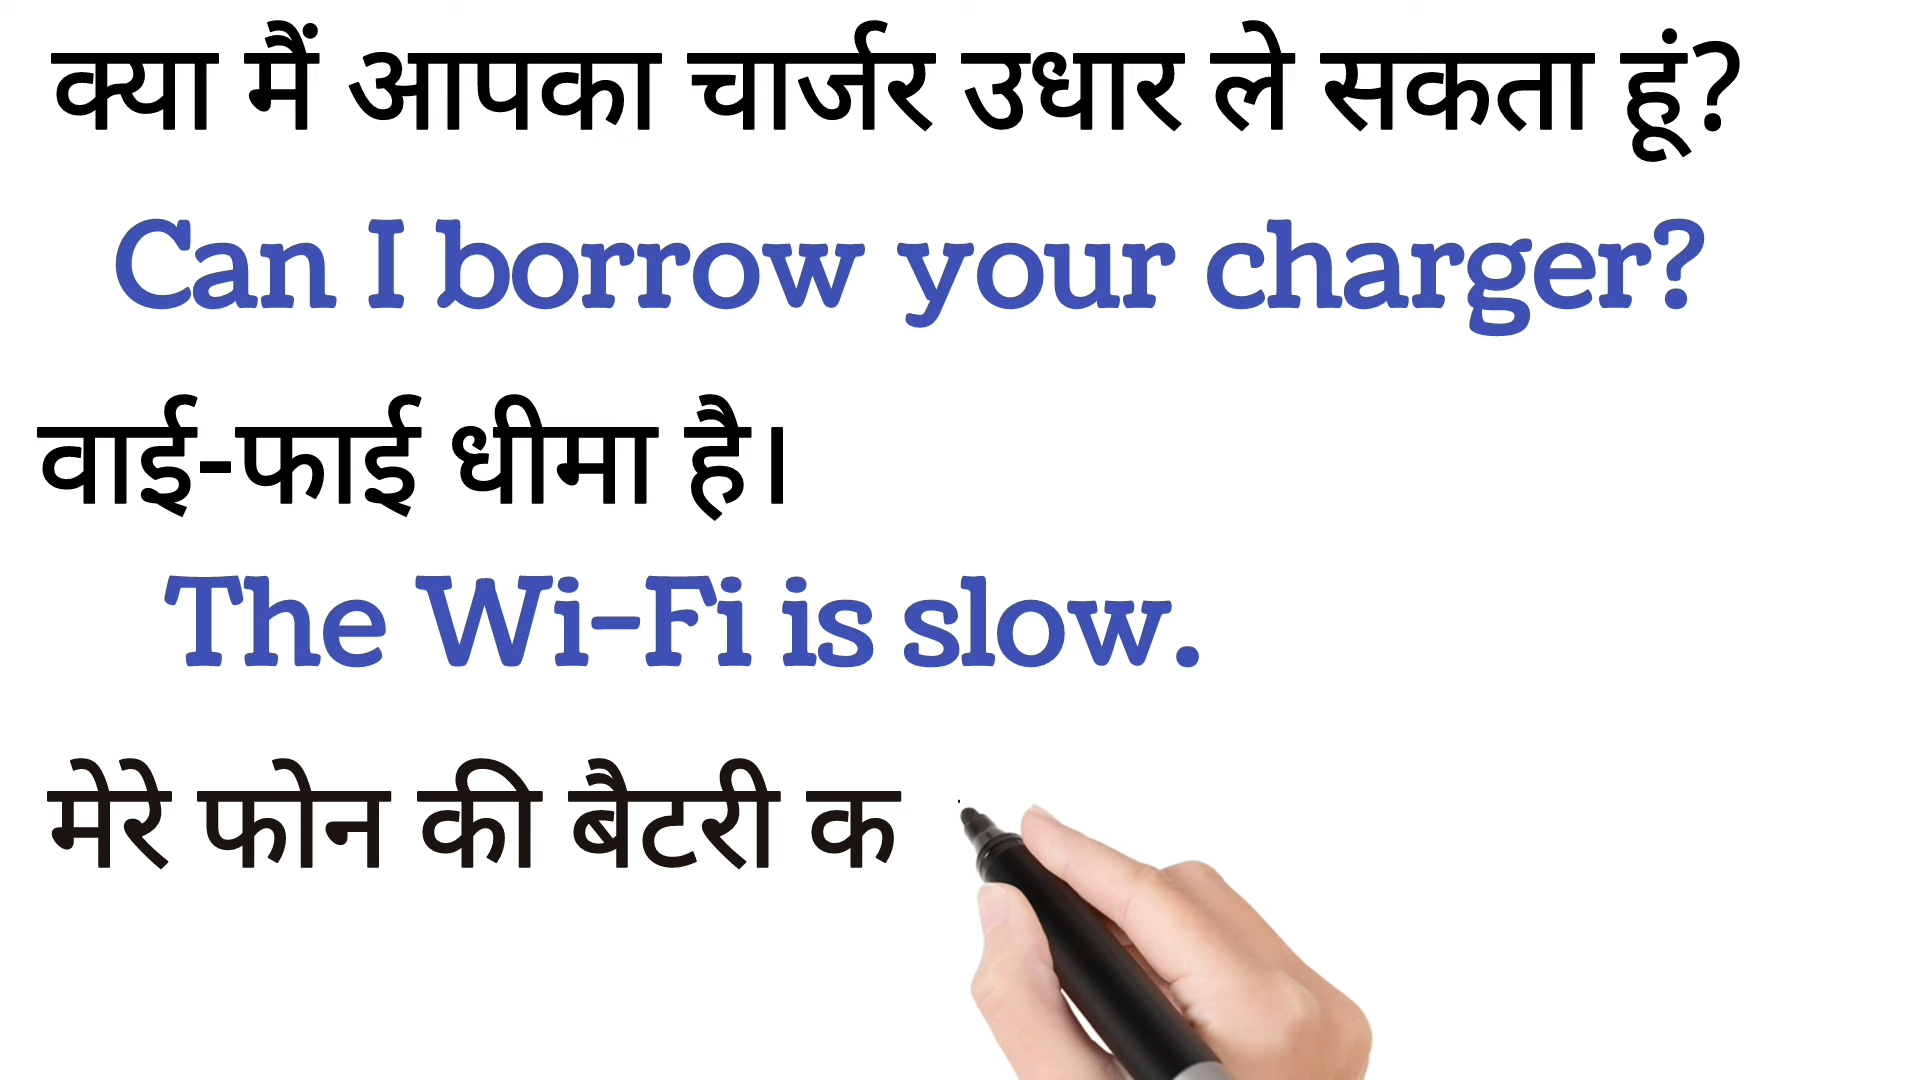 क्या मैं आपका चार्जर उधार ले सकता हूं?
Can I borrow your charger?
वाई-फाई धीमा है।
The Wi-Fi is slow.
मेरे फोन की बैटरी क